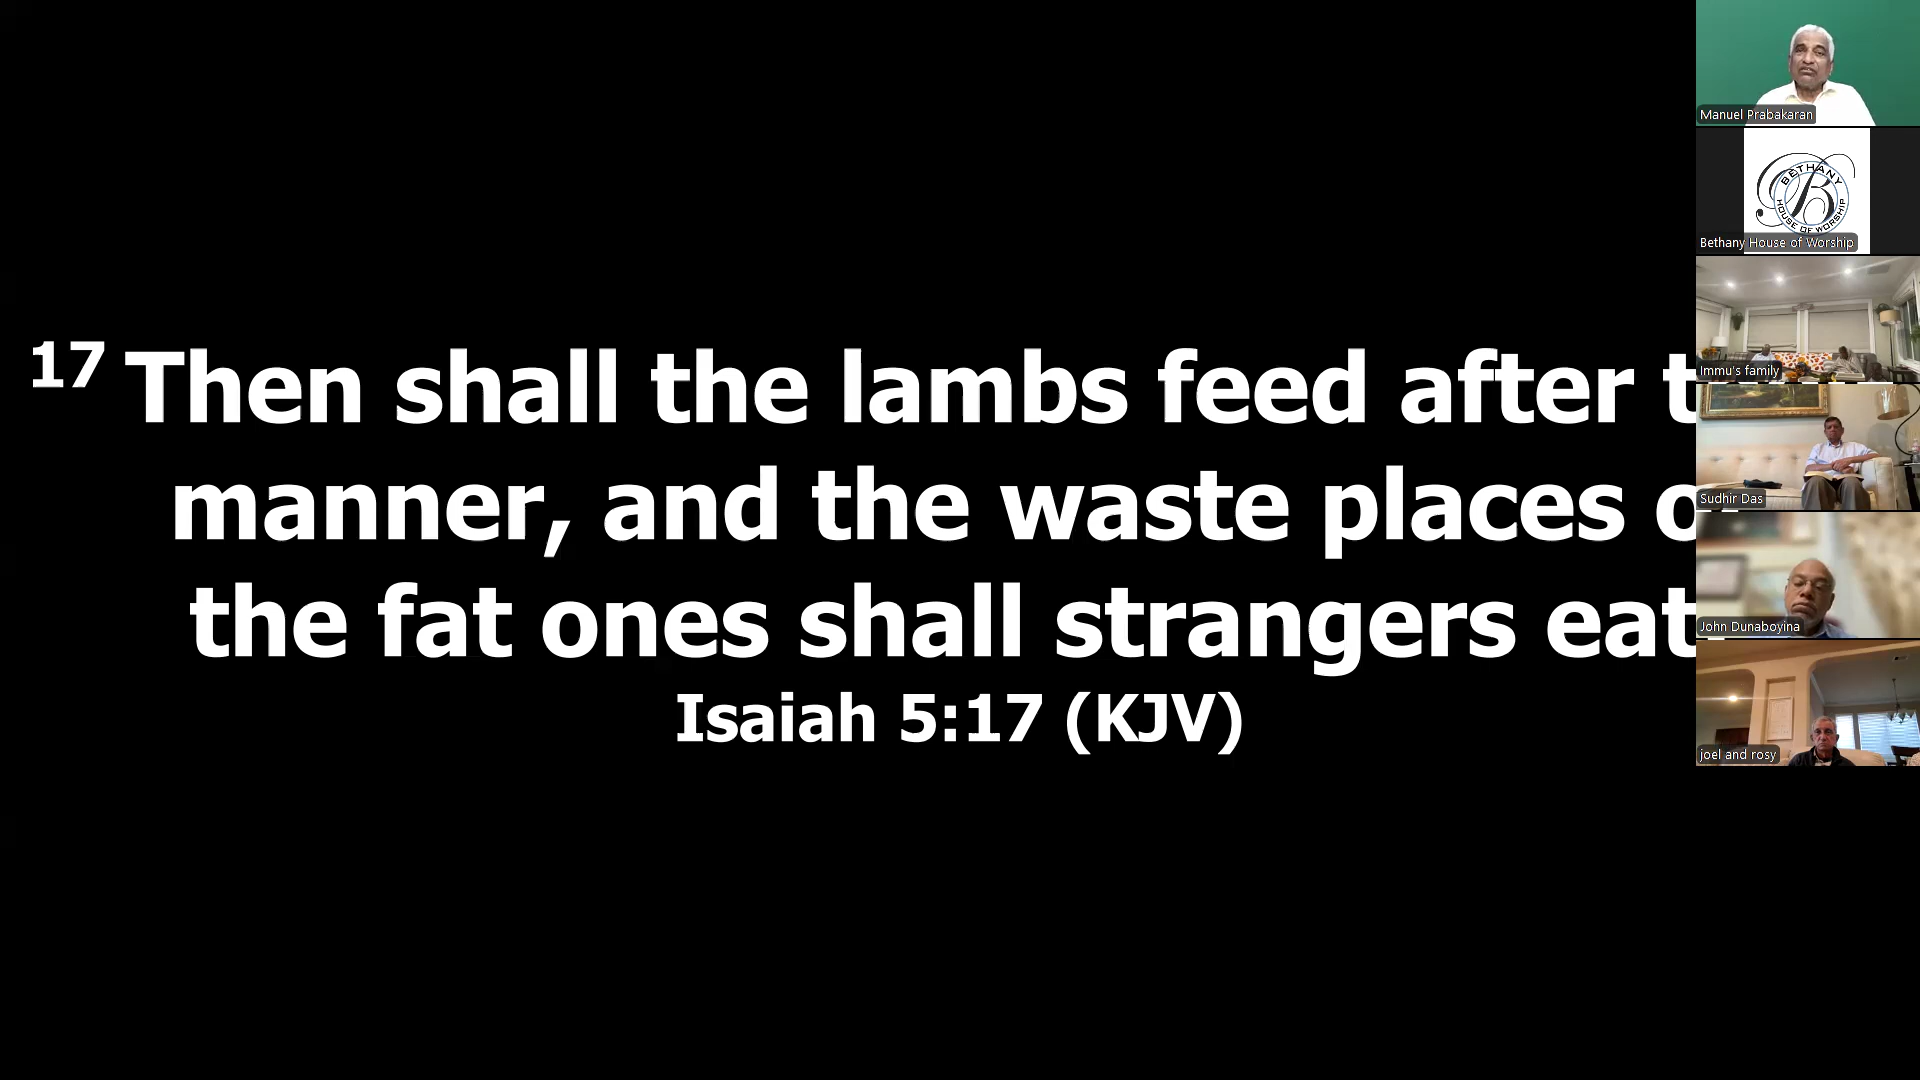 17 Then shall the lambs feed after
manner, and the waste places
the fat ones shall strangers eat
Isaiah 5:17 (KJV)
Manuel Prabakaran
BETHANY
HOUSE OF WORSHIP
Bethany House of Worship
Immu's family
Sudhir Das
John Dunaboyina
joel and rosy